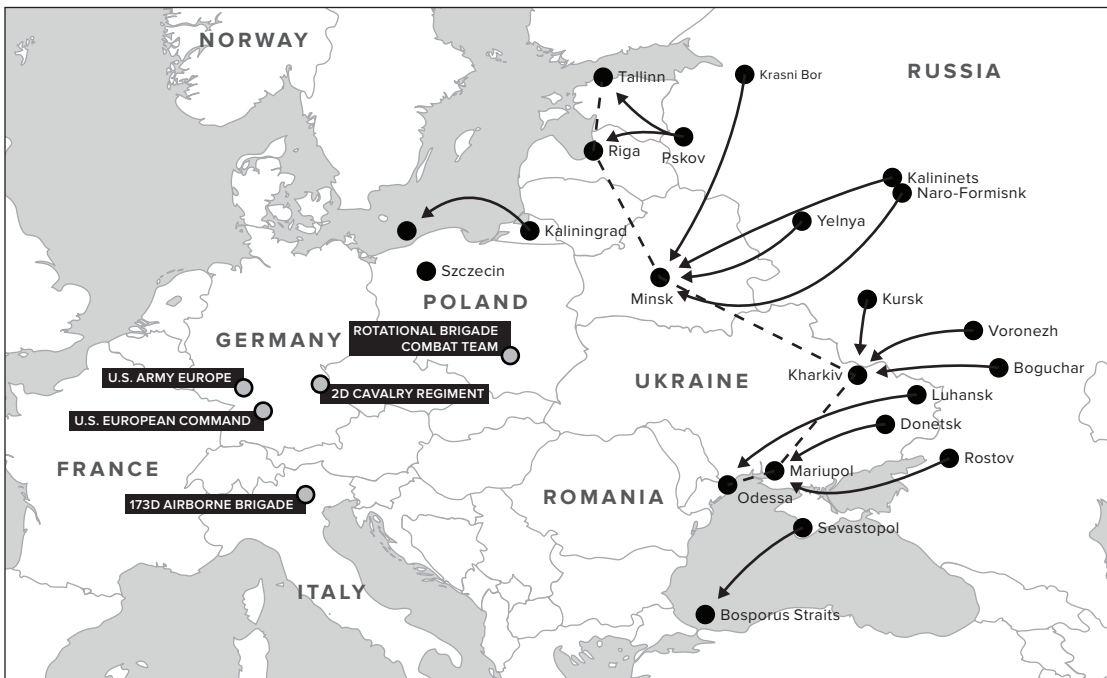 NORWAY
RUSSIA
Tallinn
Krasni Bor
Riga
Pskov
Kalininets
Naro-Formisnk
Yelnya
Kaliningrad
Szczecin
Minsk
POLAND
Kursk
ROTATIONAL BRIGADE
COMBAT TEAM
GERMANY
Voronezh
Boguchar
Kharkiv
U.S. ARMY EUROPE
UKRAINE
2D CAVALRY REGIMENT
Luhansk
U.S. EUROPEAN COMMAND
Donetsk
Rostov
FRANCE
Mariupol
ROMANIA
Odessa
173D AIRBORNE BRIGADE
Sevastopol
ITALY
Bosporus Straits